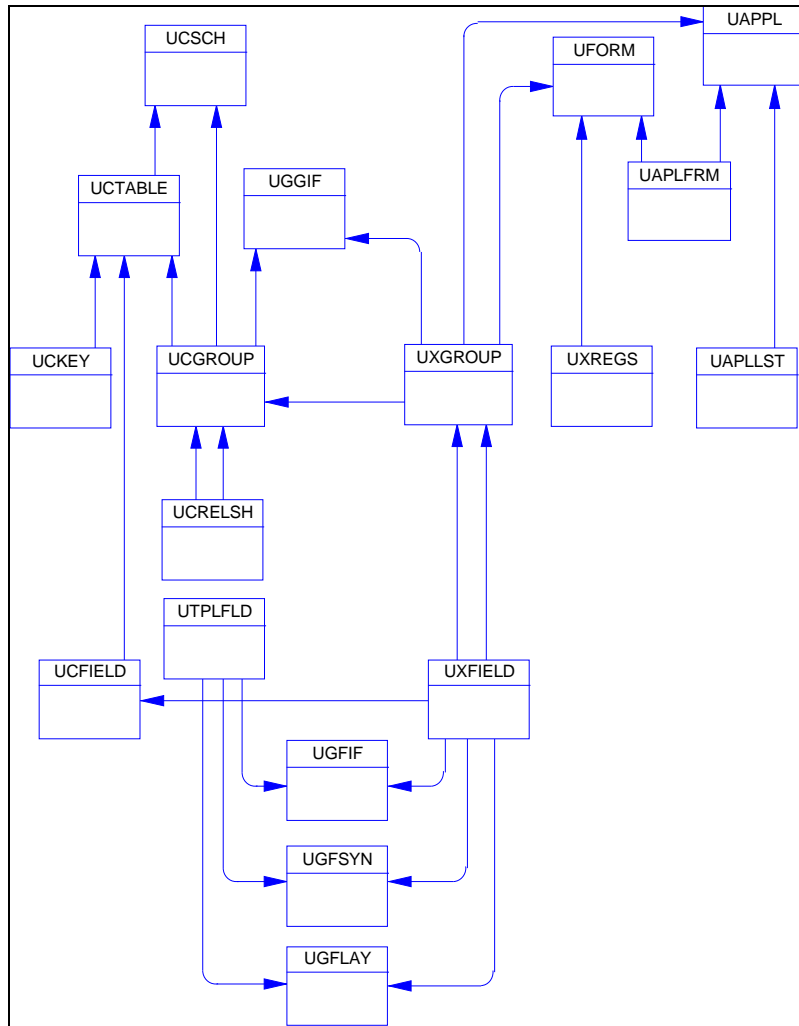 UAPPL
UCSCH
UFORM
UCTABLE
UGGIF
UAPLFRM
UCKEY
UCGROUP
UXGROUP
UXREGS
UAPLLST
UCRELSH
UTPLFLD
UCFIELD
UXFIELD
UGFIF
UGFSYN
UGFLAY